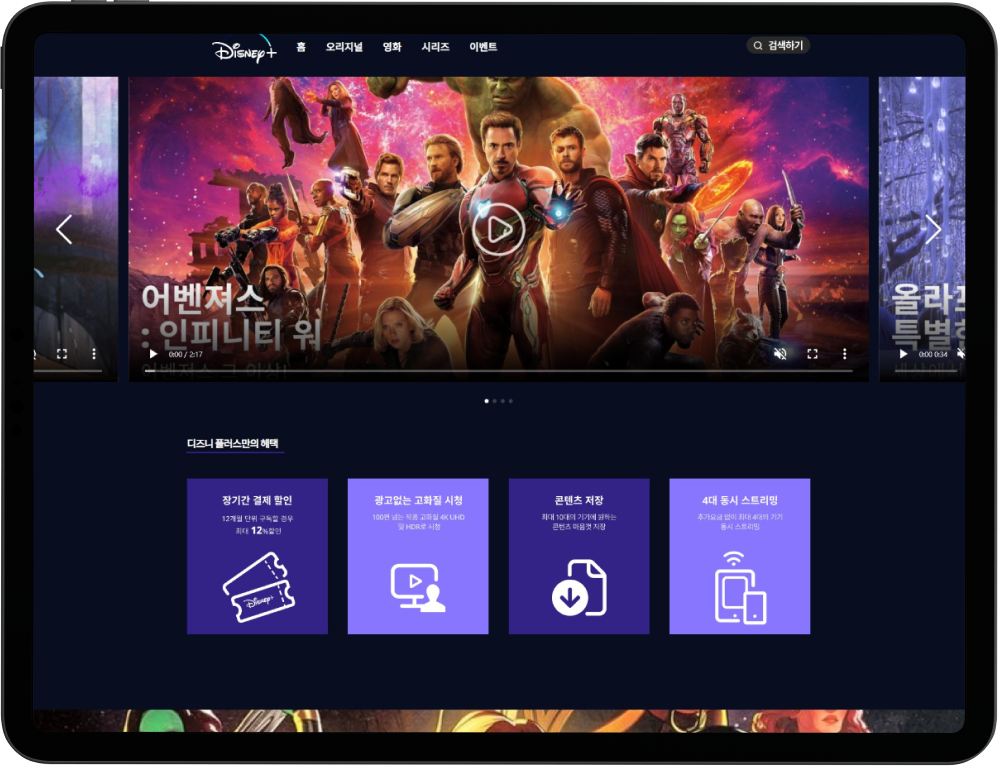 Disney+
홈
오리지널
영화
시리즈
이벤트
검색하기
어벤져스
: 인피니티 워
0:00 / 2:17
올라프
특별한
0:00 0:34
디즈니 플러스만의 혜택
장기간 결제 할인
12개월 단위 구독할 경우
최대 12%할인
Disney+
광고없는 고화질 시청
100편 넘는 작품 고화질 4K UHD
및 HDR로 시청
콘텐츠 저장
최대 10대의 기기에 원하는
콘텐츠 마음껏 저장
4대 동시 스트리밍
추가요금 없이 최대 4대의 기기
동시 스트리밍